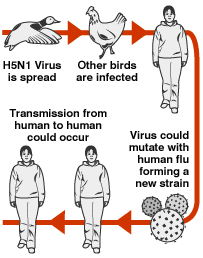 H5N1 Virus
is spread
Other birds
are infected
Transmission from
human to human
could occur
Virus could
mutate with
human flu
forming a
new strain